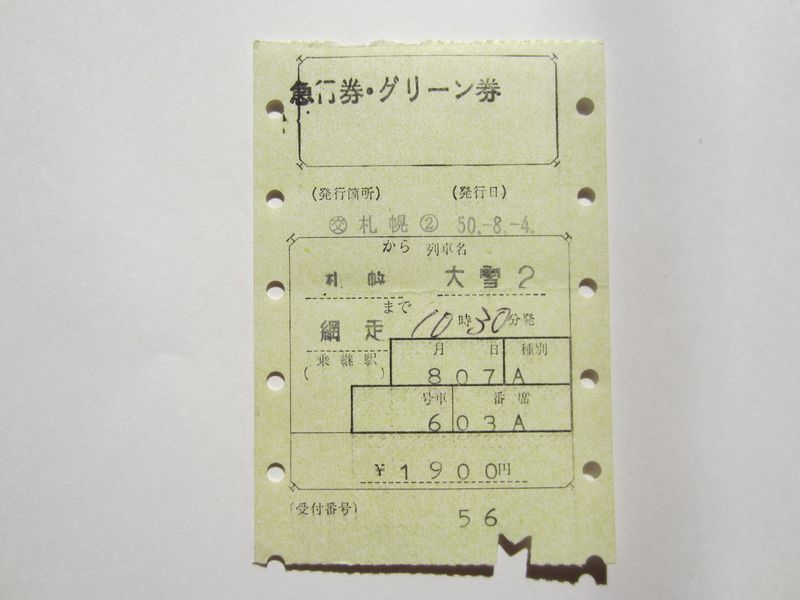 急行券・グリーン券
(発行箇所) (発行日)
㊋交 札幌② 50.-8.-4.
から 列車名
札幌 大雪2
まで
網走 10時30分発
(乗継駅)
月 日 種別
807A
号車 番席
603A
¥1900円
(受付番号)
56